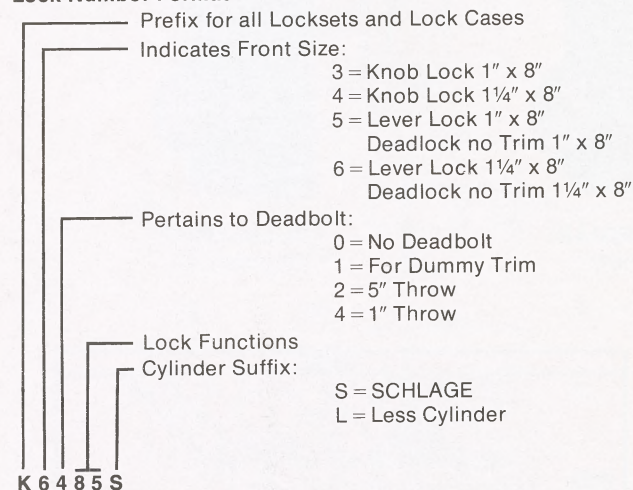 Prefix for all Locksets and Lock Cases
Indicates Front Size:
3 = Knob Lock 1″ x 8″
4 = Knob Lock 1¼″ x 8″
5 = Lever Lock 1″ x 8″
Deadlock no Trim 1″ x 8″
6 = Lever Lock 1¼″ x 8″
Deadlock no Trim 1¼″ x 8″
Pertains to Deadbolt:
0 = No Deadbolt
1 = For Dummy Trim
2 = 5″ Throw
4 = 1″ Throw
Lock Functions
Cylinder Suffix:
S = SCHLAGE
L = Less Cylinder
K 6 4 8 5 S